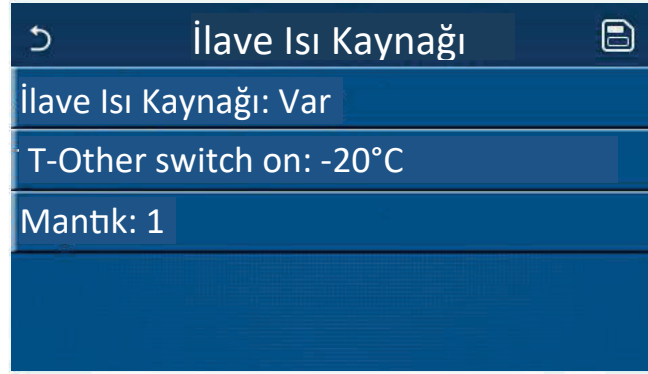 İlave Isı Kaynağı
İlave Isı Kaynağı: Var
T-Other switch on: -20°C
Mantık: 1